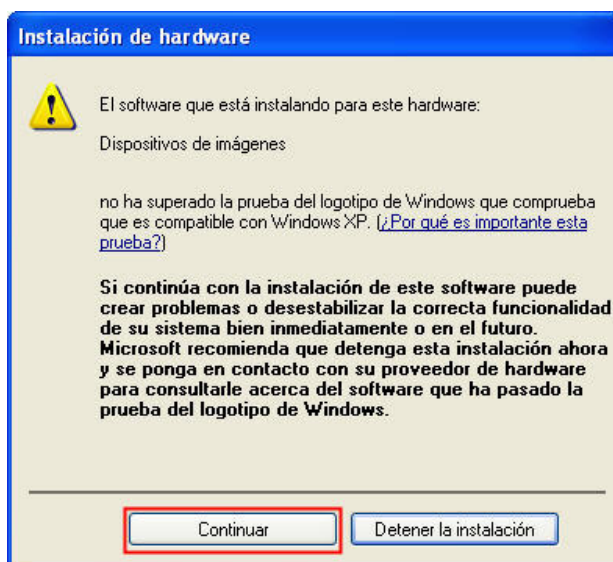 Instalación de hardware
El software que está instalando para este hardware:
Dispositivos de imágenes
no ha superado la prueba del logotipo de Windows que comprueba
que es compatible con Windows XP. (¿Por qué es importante esta
prueba?)
Si continúa con la instalación de este software puede
crear problemas o desestabilizar la correcta funcionalidad
de su sistema bien inmediatamente o en el futuro.
Microsoft recomienda que detenga esta instalación ahora
y se ponga en contacto con su proveedor de hardware
para consultarle acerca del software que ha pasado la
prueba del logotipo de Windows.
Continuar
Detener la instalación